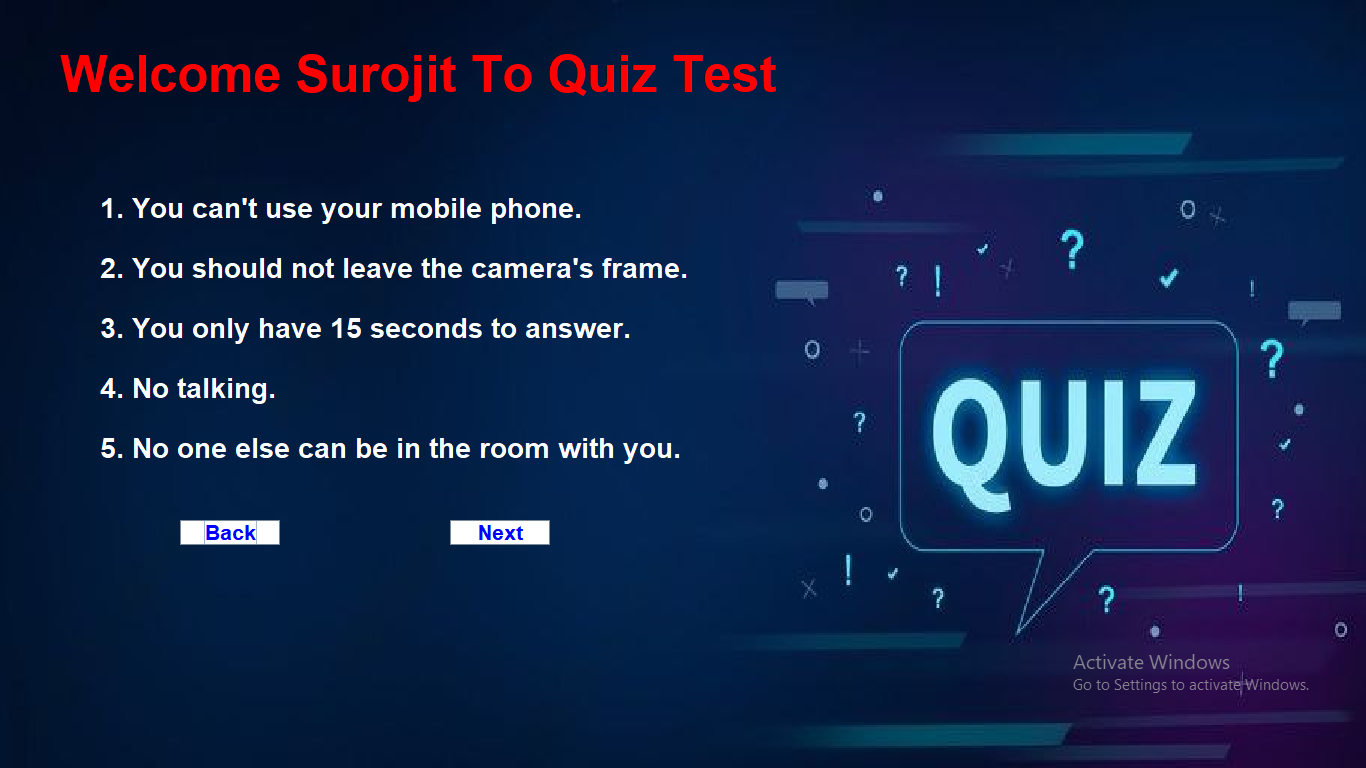 Welcome Surojit To Quiz Test
1. You can't use your mobile phone.
2. You should not leave the camera's frame.
3. You only have 15 seconds to answer.
4. No talking.
5. No one else can be in the room with you.
Back Next
QUIZ
Activate Windows
Go to Settings to activate Windows.